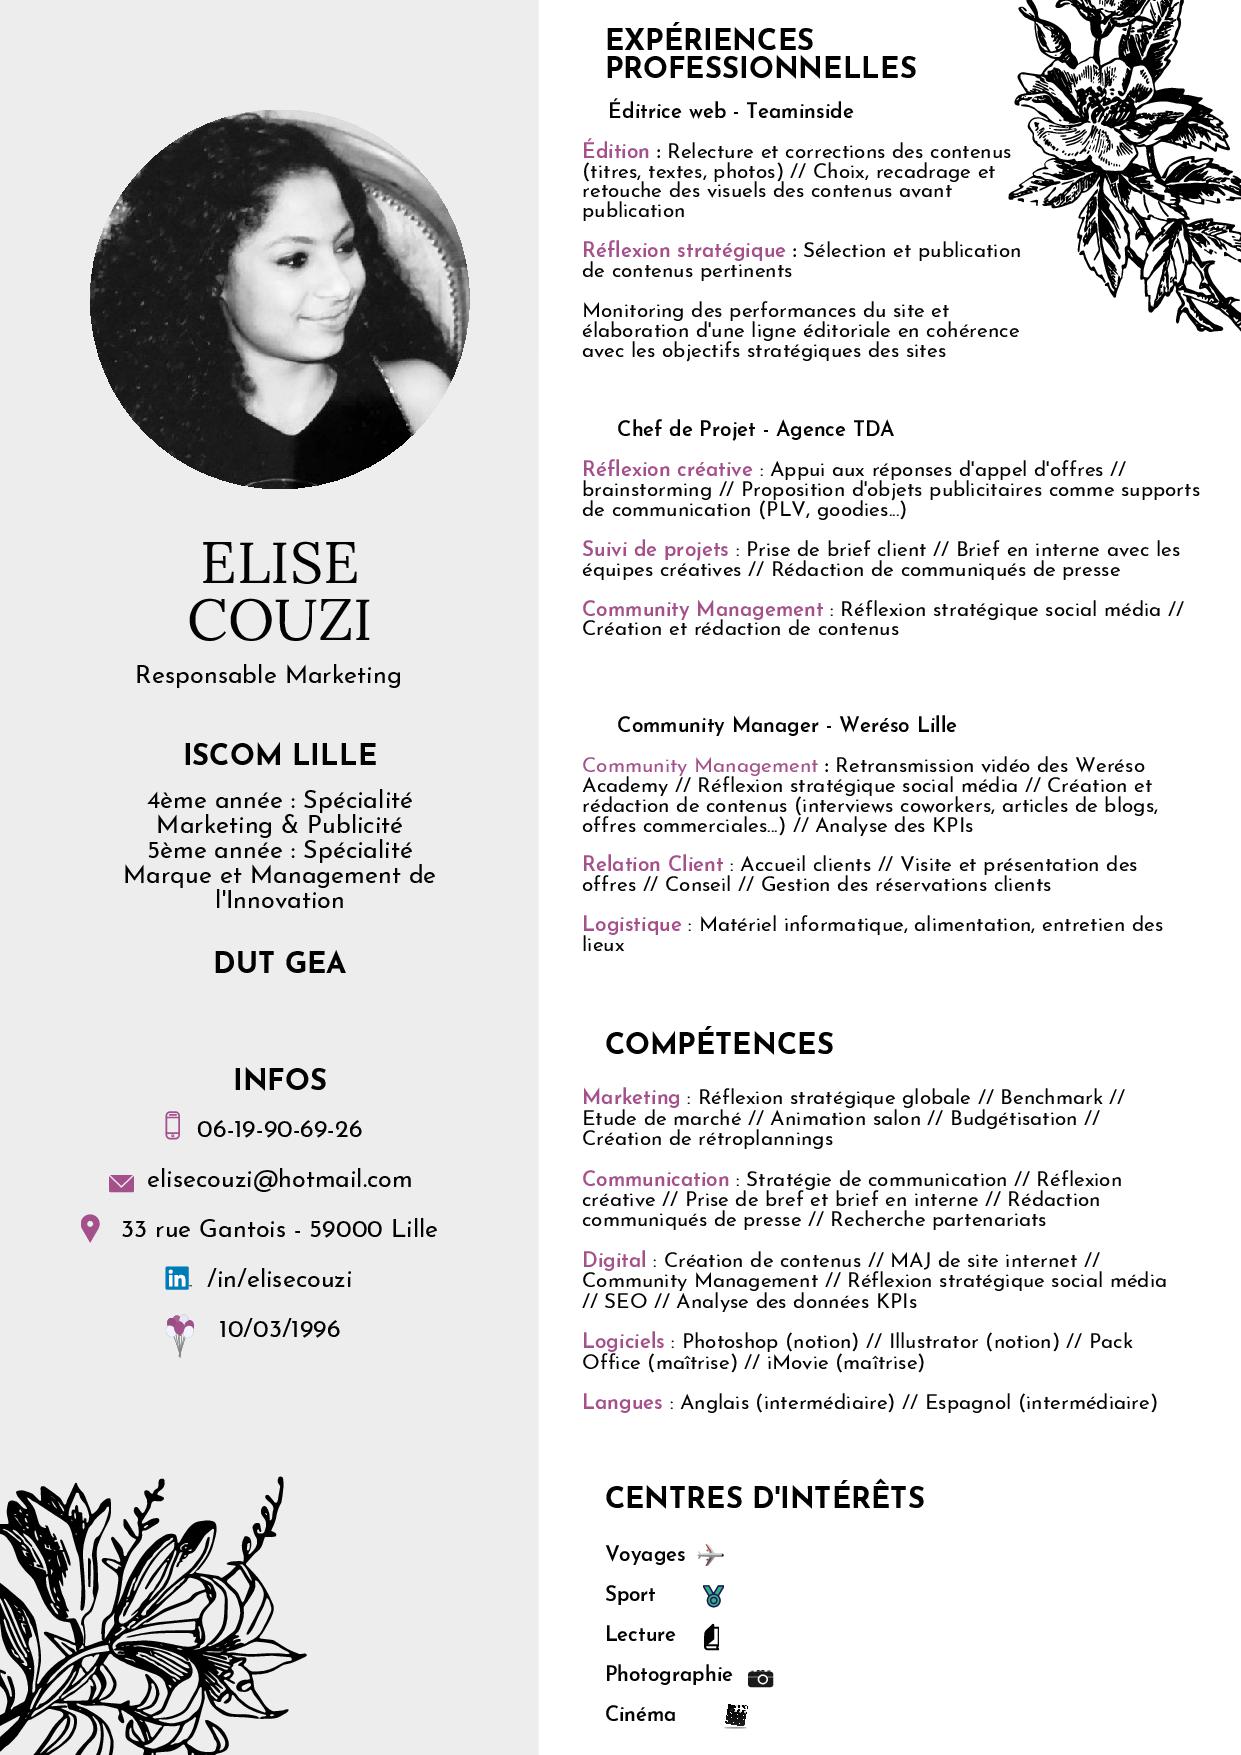 ELISE
COUZI
Responsable Marketing
ISCOM LILLE
4ème année : Spécialité
Marketing & Publicité
5ème année : Spécialité
Marque et Management de
l'Innovation
DUT GEA
INFOS
06-19-90-69-26
elisecouzi@hotmail.com
33 rue Gantois - 59000 Lille
in /in/elisecouzi
10/03/1996
EXPÉRIENCES
PROFESSIONNELLES
Éditrice web - Teaminside
Édition : Relecture et corrections des contenus
(titres, textes, photos) // Choix, recadrage et
retouche des visuels des contenus avant
publication
Réflexion stratégique : Sélection et publication
de contenus pertinents
Monitoring des performances du site et
élaboration d'une ligne éditoriale en cohérence
avec les objectifs stratégiques des sites
Chef de Projet - Agence TDA
Réflexion créative : Appui aux réponses d'appel d'offres //
brainstorming // Proposition d'objets publicitaires comme supports
de communication (PLV, goodies...)
Suivi de projets : Prise de brief client // Brief en interne avec les
équipes créatives // Rédaction de communiqués de presse
Community Management : Réflexion stratégique social média //
Création et rédaction de contenus
Community Manager - Weréso Lille
Community Management : Retransmission vidéo des Weréso
Academy // Réflexion stratégique social média // Création et
rédaction de contenus (interviews coworkers, articles de blogs,
offres commerciales...) // Analyse des KPIs
Relation Client : Accueil clients // Visite et présentation des
offres // Conseil // Gestion des réservations clients
Logistique : Matériel informatique, alimentation, entretien des
lieux
COMPÉTENCES
Marketing : Réflexion stratégique globale // Benchmark //
Etude de marché // Animation salon // Budgétisation //
Création de rétroplannings
Communication : Stratégie de communication // Réflexion
créative // Prise de bref et brief en interne // Rédaction
communiqués de presse // Recherche partenariats
Digital : Création de contenus // MAJ de site internet //
Community Management // Réflexion stratégique social média
// SEO // Analyse des données KPIs
Logiciels : Photoshop (notion) // Illustrator (notion) // Pack
Office (maîtrise) // iMovie (maîtrise)
Langues : Anglais (intermédiaire) // Espagnol (intermédiaire)
CENTRES D'INTÉRÊTS
Voyages
Sport
Lecture
Photographie
Cinéma